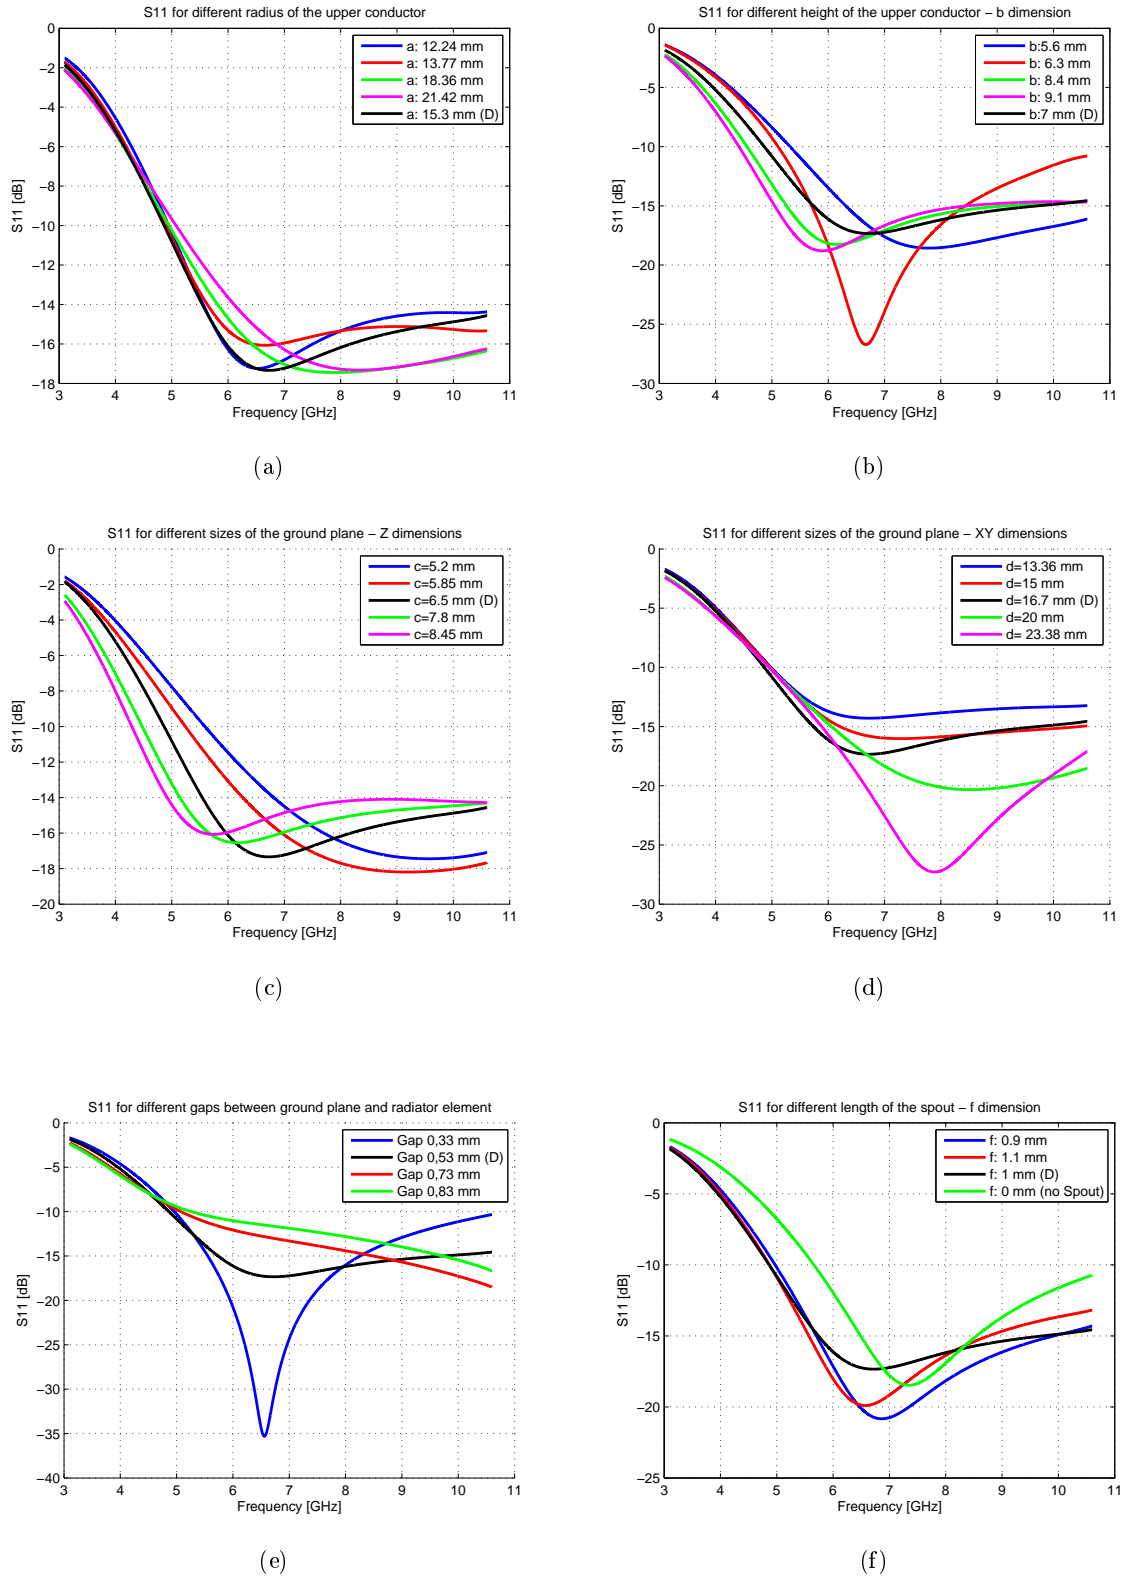 S11 for different radius of the upper conductor
0
−2
−4
−6
−8
−10
−12
−14
−16
−18
S11 [dB]
a: 12.24 mm
a: 13.77 mm
a: 18.36 mm
a: 21.42 mm
a: 15.3 mm (D)
3 4 5 6 7 8 9 10 11
Frequency [GHz]
(a)
S11 for different height of the upper conductor − b dimension
0
−5
−10
−15
−20
−25
−30
S11 [dB]
b:5.6 mm
b: 6.3 mm
b: 8.4 mm
b: 9.1 mm
b:7 mm (D)
3 4 5 6 7 8 9 10 11
Frequency [GHz]
(b)
S11 for different sizes of the ground plane − Z dimensions
0
−2
−4
−6
−8
−10
−12
−14
−16
−18
−20
S11 [dB]
c=5.2 mm
c=5.85 mm
c=6.5 mm (D)
c=7.8 mm
c=8.45 mm
3 4 5 6 7 8 9 10 11
Frequency [GHz]
(c)
S11 for different sizes of the ground plane − XY dimensions
0
−5
−10
−15
−20
−25
−30
S11 [dB]
d=13.36 mm
d=15 mm
d=16.7 mm (D)
d=20 mm
d= 23.38 mm
3 4 5 6 7 8 9 10 11
Frequency [GHz]
(d)
S11 for different gaps between ground plane and radiator element
0
−5
−10
−15
−20
−25
−30
−35
−40
S11 [dB]
Gap 0,33 mm
Gap 0,53 mm (D)
Gap 0,73 mm
Gap 0,83 mm
3 4 5 6 7 8 9 10 11
Frequency [GHz]
(e)
S11 for different length of the spout − f dimension
0
−5
−10
−15
−20
−25
S11 [dB]
f: 0.9 mm
f: 1.1 mm
f: 1 mm (D)
f: 0 mm (no Spout)
3 4 5 6 7 8 9 10 11
Frequency [GHz]
(f)